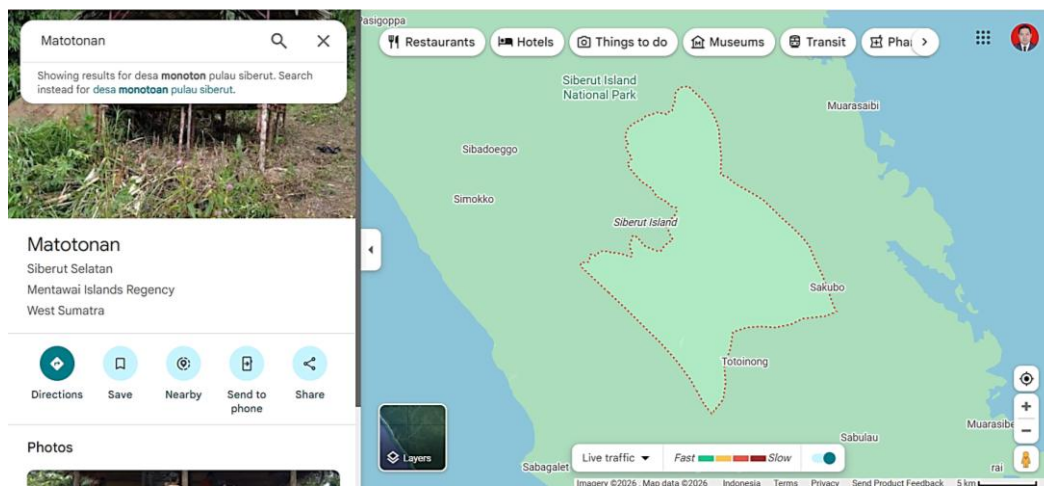 Matotonan
Showing results for desa monoton pulau siberut. Search
instead for desa monotoan pulau siberut.
Matotonan
Siberut Selatan
Mentawai Islands Regency
West Sumatra
Directions
Save
Nearby
Send to
phone
Share
Photos
Pasigoppa
Restaurants
Hotels
Things to do
Museums
Transit
Siberut Island
National Park
Muarasaibi
Sibadoeggo
Simokko
Siberut Island
Sakubo
Totoinong
Sabulau
Sabagalet
rai
Layers
Live traffic
Fast
Slow
Imagery ©2026 , Map data ©2026
Indonesia
Terms
Privacy
Send Product Feedback
5 km